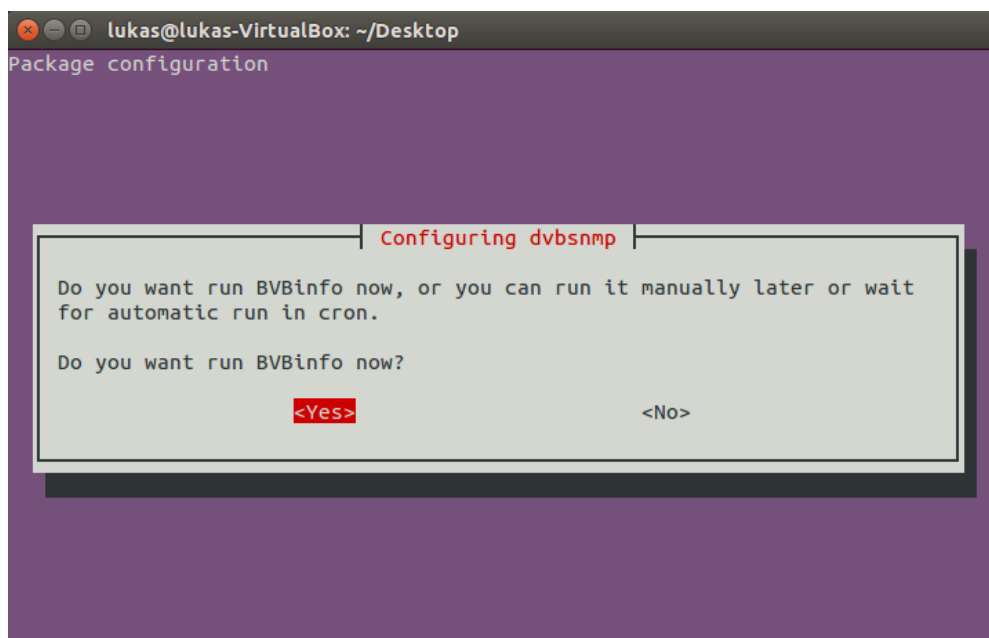 lukas@lukas-VirtualBox: ~/Desktop
Package configuration
Configuring dvbsnmp
Do you want run BVBinfo now, or you can run it manually later or wait
for automatic run in cron.
Do you want run BVBinfo now?
<Yes> <No>